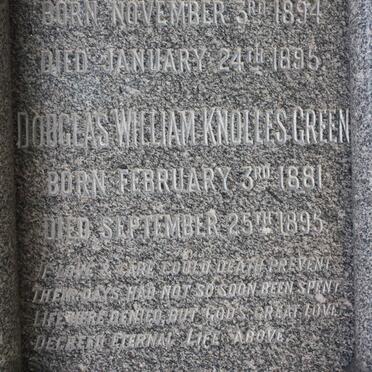 BORN NOVEMBER 3RD 1894
DIED JANUARY 24TH 1895
DOUGLAS WILLIAM KNOLLES GREEN
BORN FEBRUARY 3RD 1881
DIED SEPTEMBER 25TH 1895
IF LOVE & CARE COULD DEATH PREVENT
THEIR DAYS HAD NOT SO SOON BEEN SPENT
LIFE WERE DENIED, BUT GOD'S GREAT LOVE
DECREED ETERNAL LIFE ABOVE